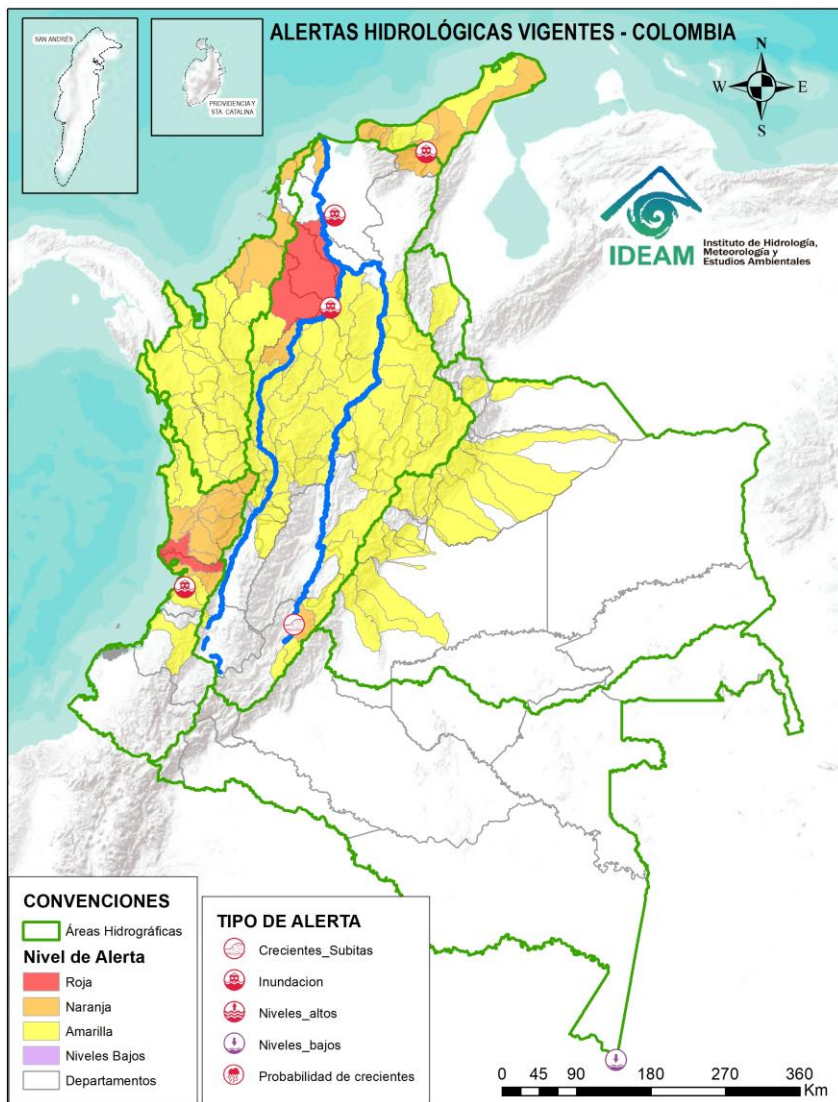 ALERTAS HIDROLÓGICAS VIGENTES - COLOMBIA
SAN ANDRÉS
PROVIDENCIA Y
STA. CATALINA
N
W
E
S
IDEAM
Instituto de Hidrología,
Meteorología y
Estudios Ambientales
CONVENCIONES
Áreas Hidrográficas
Nivel de Alerta
Roja
Naranja
Amarilla
Niveles Bajos
Departamentos
TIPO DE ALERTA
Crecientes_Subitas
Inundacion
Niveles_altos
Niveles_bajos
Probabilidad de crecientes
0 45 90 180 270 360
Km